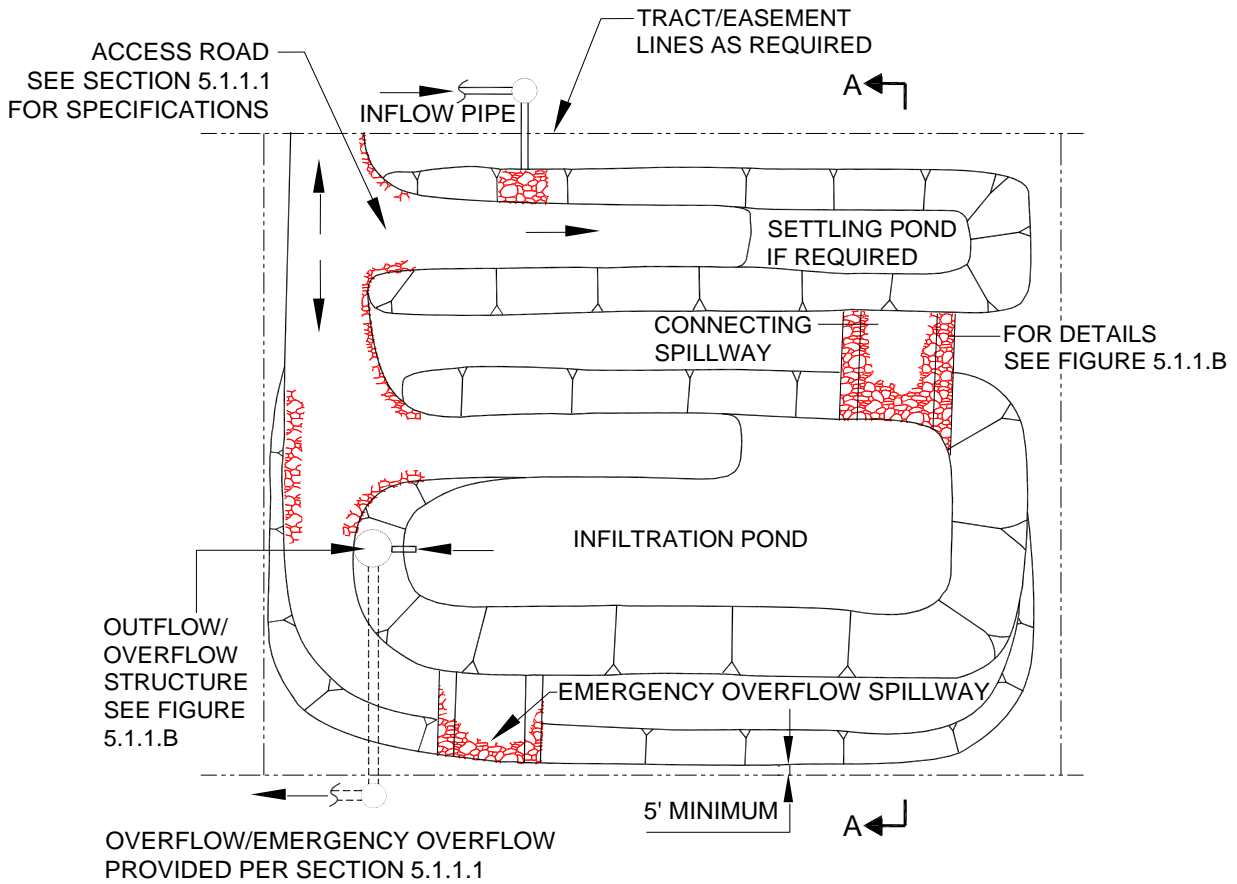 TRACT/EASEMENT
LINES AS REQUIRED
ACCESS ROAD
SEE SECTION 5.1.1.1
FOR SPECIFICATIONS
INFLOW PIPE
A
SETTLING POND
IF REQUIRED
CONNECTING
SPILLWAY
FOR DETAILS
SEE FIGURE 5.1.1.B
INFILTRATION POND
OUTFLOW/
OVERFLOW
STRUCTURE
SEE FIGURE
5.1.1.B
EMERGENCY OVERFLOW SPILLWAY
5' MINIMUM
A
OVERFLOW/EMERGENCY OVERFLOW
PROVIDED PER SECTION 5.1.1.1